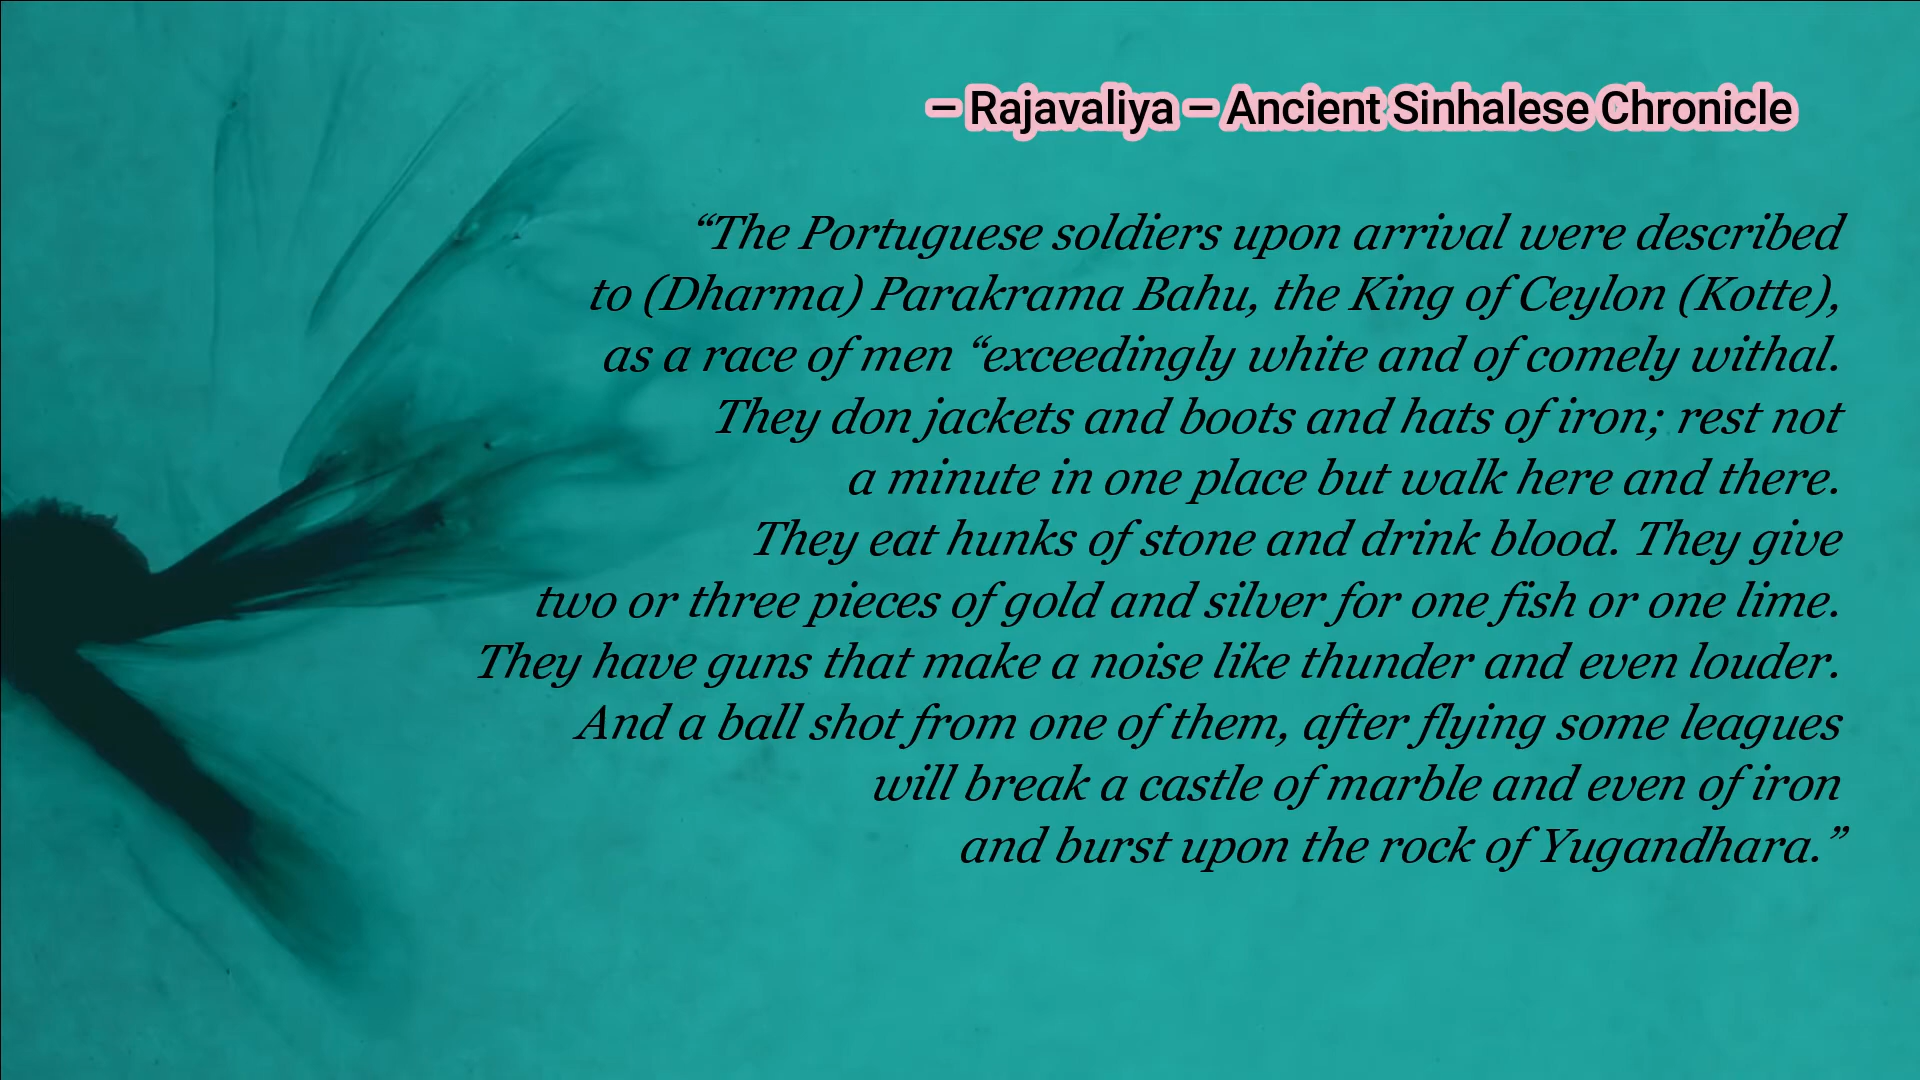 – Rajavaliya – Ancient Sinhalese Chronicle
“The Portuguese soldiers upon arrival were described
to (Dharma) Parakrama Bahu, the King of Ceylon (Kotte),
as a race of men “exceedingly white and of comely withal.
They don jackets and boots and hats of iron; rest not
a minute in one place but walk here and there.
They eat hunks of stone and drink blood. They give
two or three pieces of gold and silver for one fish or one lime.
They have guns that make a noise like thunder and even louder.
And a ball shot from one of them, after flying some leagues
will break a castle of marble and even of iron
and burst upon the rock of Yugandhara.”